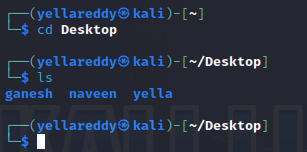 ┌──(yellareddy㉿kali)-[~]
└─$ cd Desktop
┌──(yellareddy㉿kali)-[~/Desktop]
└─$ ls
ganesh  naveen  yella
┌──(yellareddy㉿kali)-[~/Desktop]
└─$